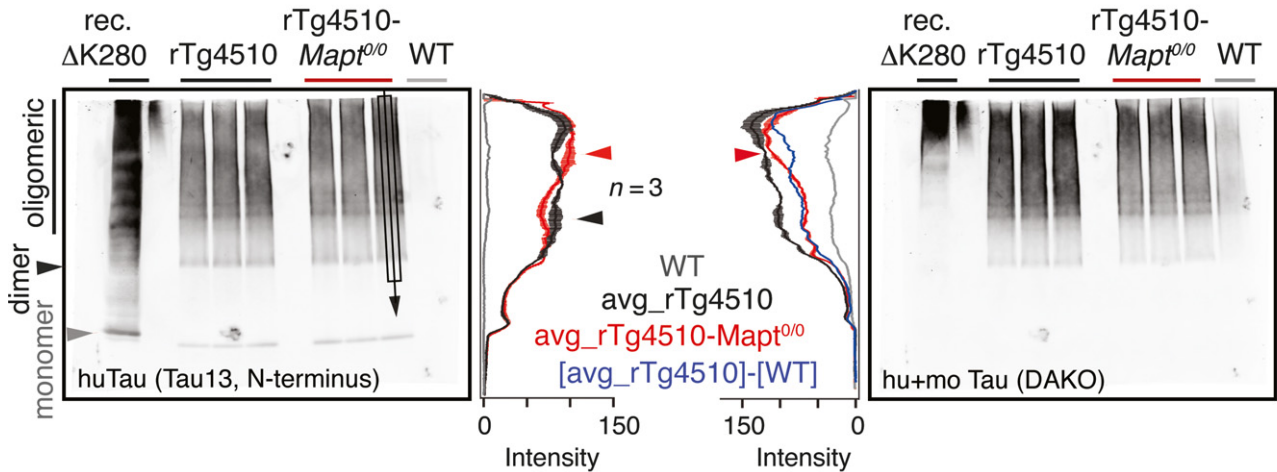 rec.
ΔK280
rTg4510
rTg4510-
Mapt⁰/⁰
WT
oligomeric
dimer
monomer
huTau (Tau13, N-terminus)
n = 3
WT
avg_rTg4510
avg_rTg4510-Mapt⁰/⁰
[avg_rTg4510]-[WT]
0
150
Intensity
150
0
Intensity
rec.
ΔK280
rTg4510
rTg4510-
Mapt⁰/⁰
WT
hu+mo Tau (DAKO)